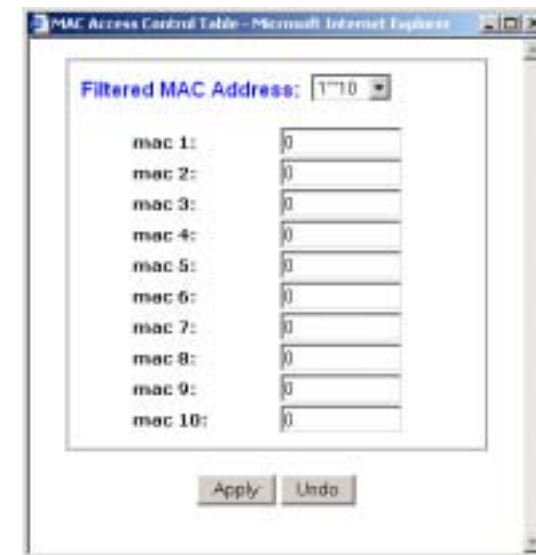 MAC Access Control Table - Microsoft Internet Explorer
Filtered MAC Address: 1~10
mac 1: 0
mac 2: 0
mac 3: 0
mac 4: 0
mac 5: 0
mac 6: 0
mac 7: 0
mac 8: 0
mac 9: 0
mac 10: 0
Apply Undo